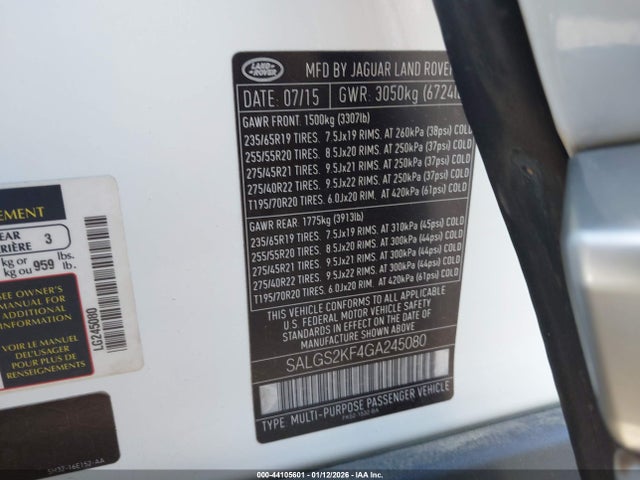 LAND ROVER
MFD BY JAGUAR LAND ROVER
DATE: 07/15 GWR: 3050kg (6724lb
GAWR FRONT 1500kg (3307lb)
235/65R19 TIRES. 7.5Jx19 RIMS. AT 260kPa (38psi) COLD
255/55R20 TIRES. 8.5Jx20 RIMS. AT 250kPa (37psi) COLD
275/45R21 TIRES. 9.5Jx21 RIMS. AT 250kPa (37psi) COLD
275/40R22 TIRES. 9.5Jx22 RIMS. AT 250kPa (37psi) COLD
T195/70R20 TIRES. 6.0Jx20 RIM. AT 420kPa (61psi) COLD
GAWR REAR 1775kg (3913lb)
235/65R19 TIRES. 7.5Jx19 RIMS. AT 310kPa (45psi) COLD
255/55R20 TIRES. 8.5Jx20 RIMS. AT 300kPa (44psi) COLD
275/45R21 TIRES. 9.5Jx21 RIMS. AT 300kPa (44psi) COLD
275/40R22 TIRES. 9.5Jx22 RIMS. AT 300kPa (44psi) COLD
T195/70R20 TIRES. 6.0Jx20 RIM. AT 420kPa (61psi) COLD
THIS VEHICLE CONFORMS TO ALL APPLICABLE
U.S. FEDERAL MOTOR VEHICLE SAFETY
AND THEFT PREVENTION STANDARDS
IN EFFECT ON THE DATE OF
MANUFACTURE SHOWN ABOVE
SALGS2KF4GA245080
TYPE: MULTI-PURPOSE PASSENGER VEHICLE
EMENT
EAR
RIÈRE 3
kg or
kg ou 959 lbs.
lb.
SEE OWNER'S
MANUAL FOR
ADDITIONAL
INFORMATION
VOIR LE MANUEL
DE L'USAGER
POUR PLUS DE
RENSEIGNEMENTS
LG245080
000-44105601 - 01/12/2026 - IAA Inc.